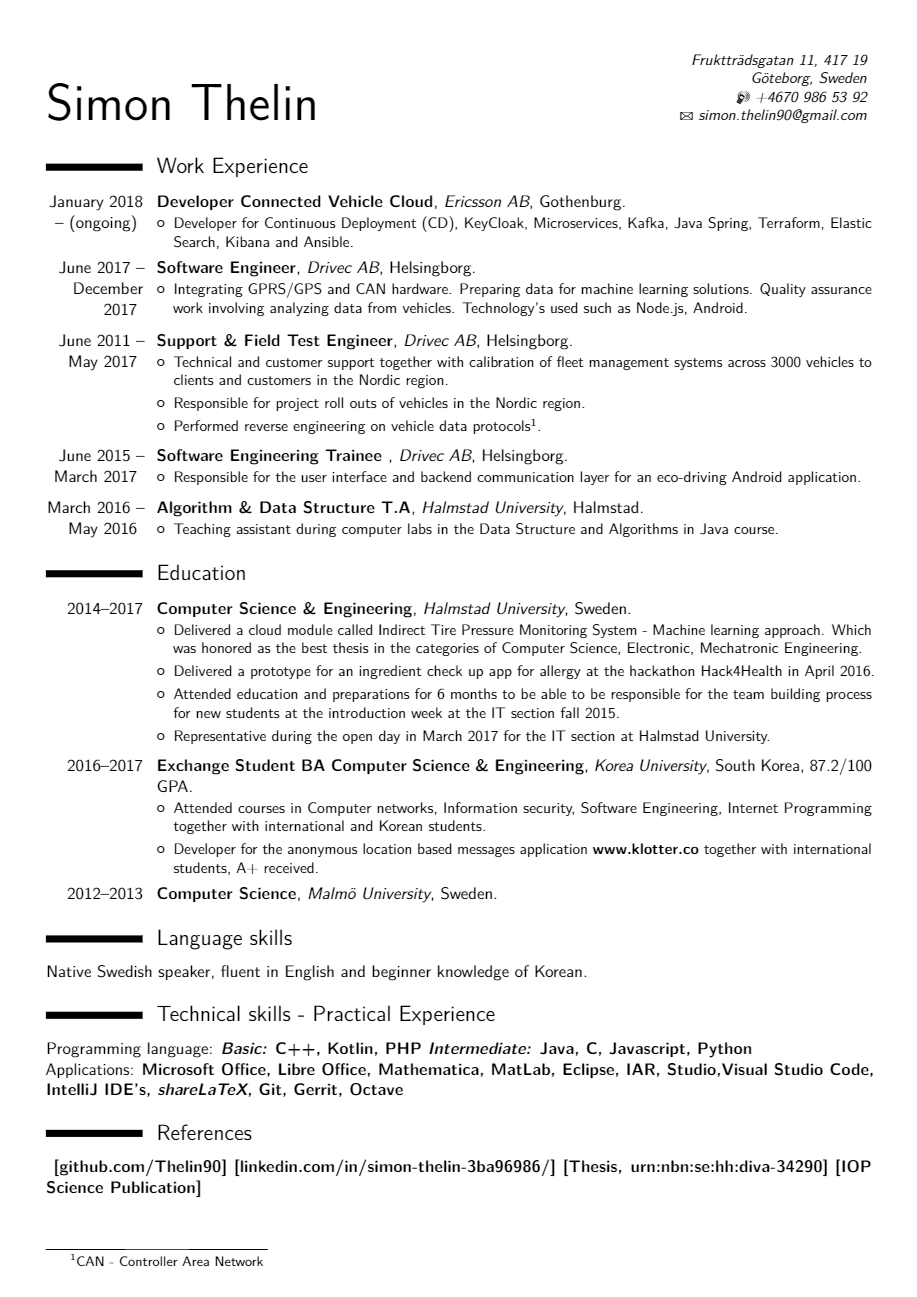 Simon Thelin
Fruktträdsgatan 11, 417 19
Göteborg, Sweden
+4670 986 53 92
simon.thelin90@gmail.com
Work Experience
January 2018 – (ongoing)
Developer Connected Vehicle Cloud, Ericsson AB, Gothenburg.
Developer for Continuous Deployment (CD), KeyCloak, Microservices, Kafka, Java Spring, Terraform, Elastic
Search, Kibana and Ansible.
June 2017 – December 2017
Software Engineer, Drivec AB, Helsingborg.
Integrating GPRS/GPS and CAN hardware. Preparing data for machine learning solutions. Quality assurance
work involving analyzing data from vehicles. Technology's used such as Node.js, Android.
June 2011 – May 2017
Support & Field Test Engineer, Drivec AB, Helsingborg.
Technical and customer support together with calibration of fleet management systems across 3000 vehicles to
clients and customers in the Nordic region.
Responsible for project roll outs of vehicles in the Nordic region.
Performed reverse engineering on vehicle data protocols1.
June 2015 – March 2017
Software Engineering Trainee , Drivec AB, Helsingborg.
Responsible for the user interface and backend communication layer for an eco-driving Android application.
March 2016 – May 2016
Algorithm & Data Structure T.A, Halmstad University, Halmstad.
Teaching assistant during computer labs in the Data Structure and Algorithms in Java course.
Education
2014–2017 Computer Science & Engineering, Halmstad University, Sweden.
Delivered a cloud module called Indirect Tire Pressure Monitoring System - Machine learning approach. Which
was honored as the best thesis in the categories of Computer Science, Electronic, Mechatronic Engineering.
Delivered a prototype for an ingredient check up app for allergy at the hackathon Hack4Health in April 2016.
Attended education and preparations for 6 months to be able to be responsible for the team building process
for new students at the introduction week at the IT section fall 2015.
Representative during the open day in March 2017 for the IT section at Halmstad University.
2016–2017 Exchange Student BA Computer Science & Engineering, Korea University, South Korea, 87.2/100
GPA.
Attended courses in Computer networks, Information security, Software Engineering, Internet Programming
together with international and Korean students.
Developer for the anonymous location based messages application www.klotter.co together with international
students, A+ received.
2012–2013 Computer Science, Malmö University, Sweden.
Language skills
Native Swedish speaker, fluent in English and beginner knowledge of Korean.
Technical skills - Practical Experience
Programming language: Basic: C++, Kotlin, PHP Intermediate: Java, C, Javascript, Python
Applications: Microsoft Office, Libre Office, Mathematica, MatLab, Eclipse, IAR, Studio,Visual Studio Code,
IntelliJ IDE's, shareLaTeX, Git, Gerrit, Octave
References
[github.com/Thelin90] [linkedin.com/in/simon-thelin-3ba96986/] [Thesis, urn:nbn:se:hh:diva-34290] [IOP
Science Publication]
1CAN - Controller Area Network